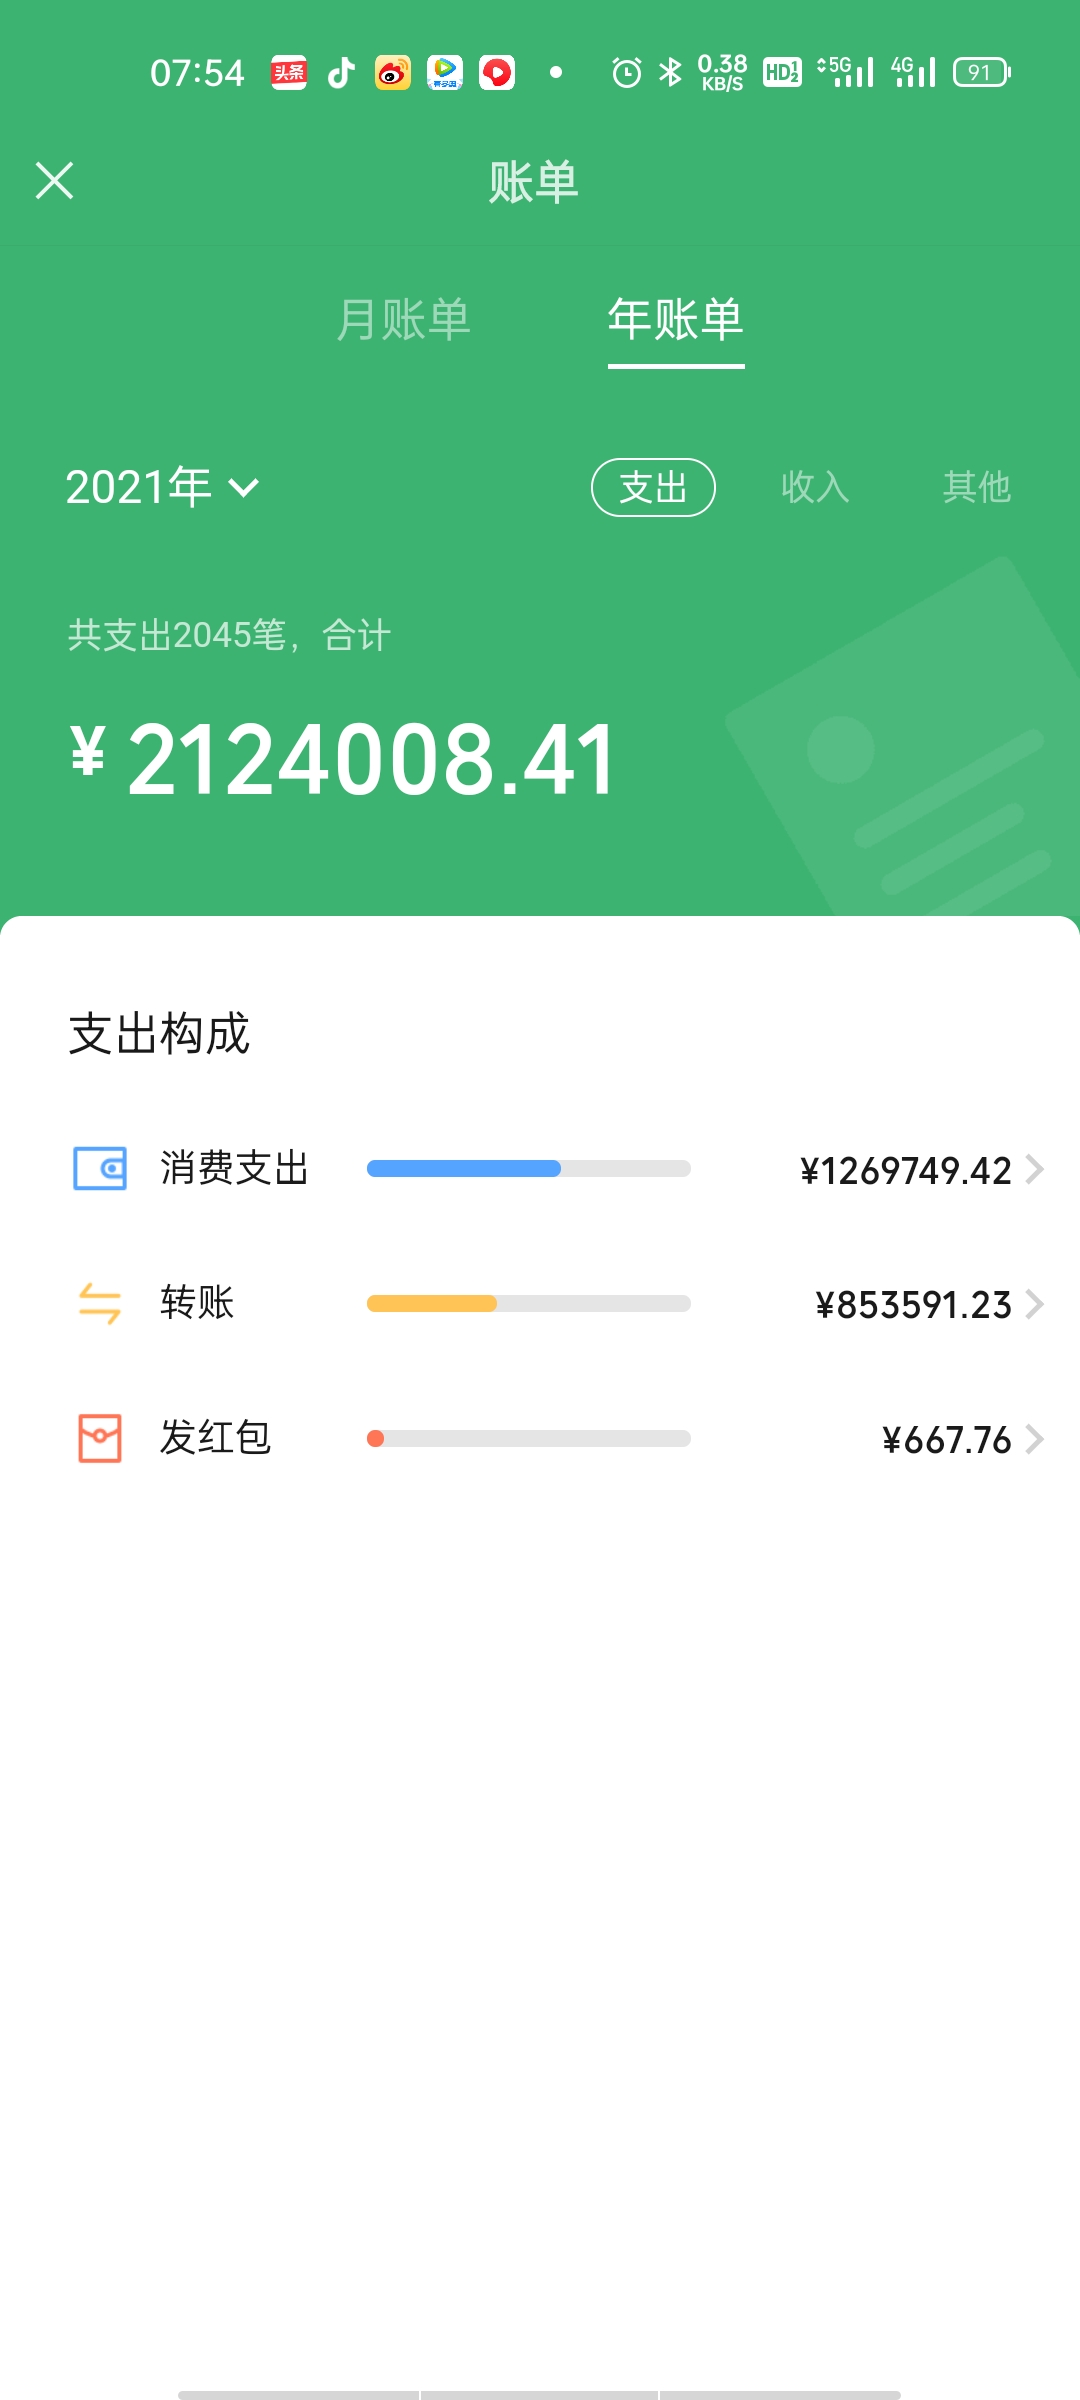 07:54 头条 0.38 KB/S HD 1 2 5G 4G 91
账单
月账单 年账单
2021年 支出 收入 其他
共支出2045笔，合计
¥ 2124008.41
支出构成
消费支出 ¥1269749.42
转账 ¥853591.23
发红包 ¥667.76